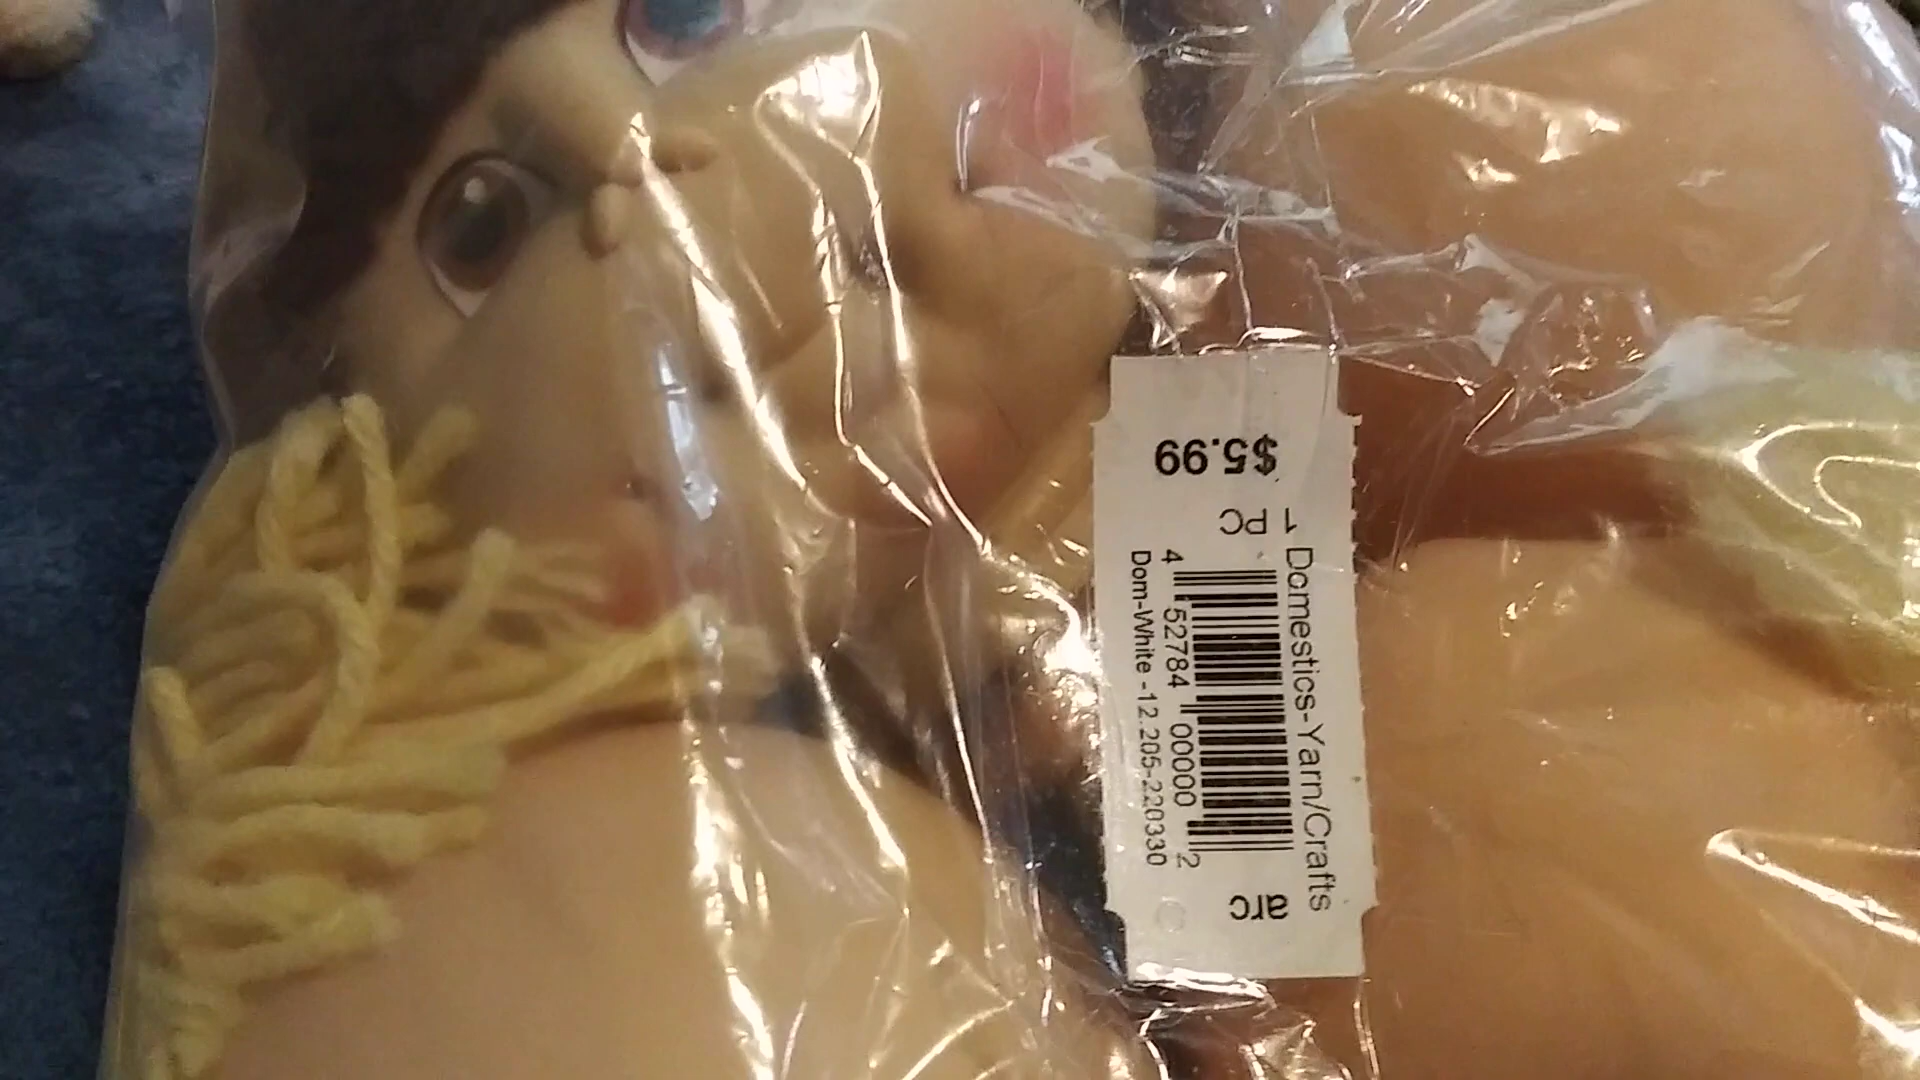 arc
Domestics-Yarn/Crafts
4 52784 00000 2
Dom-White -12.205-220330
1 PC
$5.99